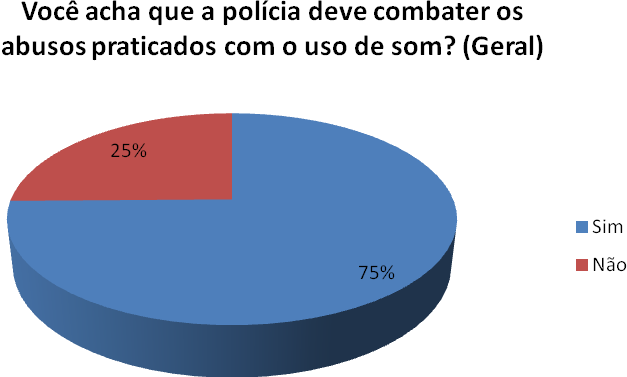 Você acha que a polícia deve combater os
abusos praticados com o uso de som? (Geral)
25%
Sim
Não
75%